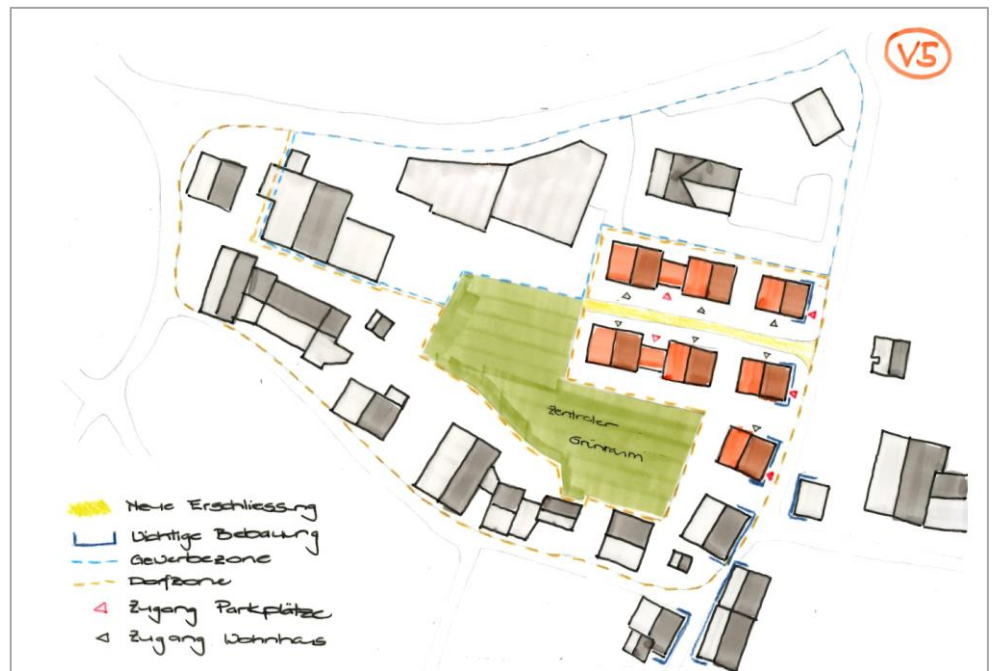 V5
Zentraler
Grünraum
Neue Erschliessung
Wichtige Bebauung
Gewerbezone
Dorfzone
Zugang Parkplätze
Zugang Wohnhaus